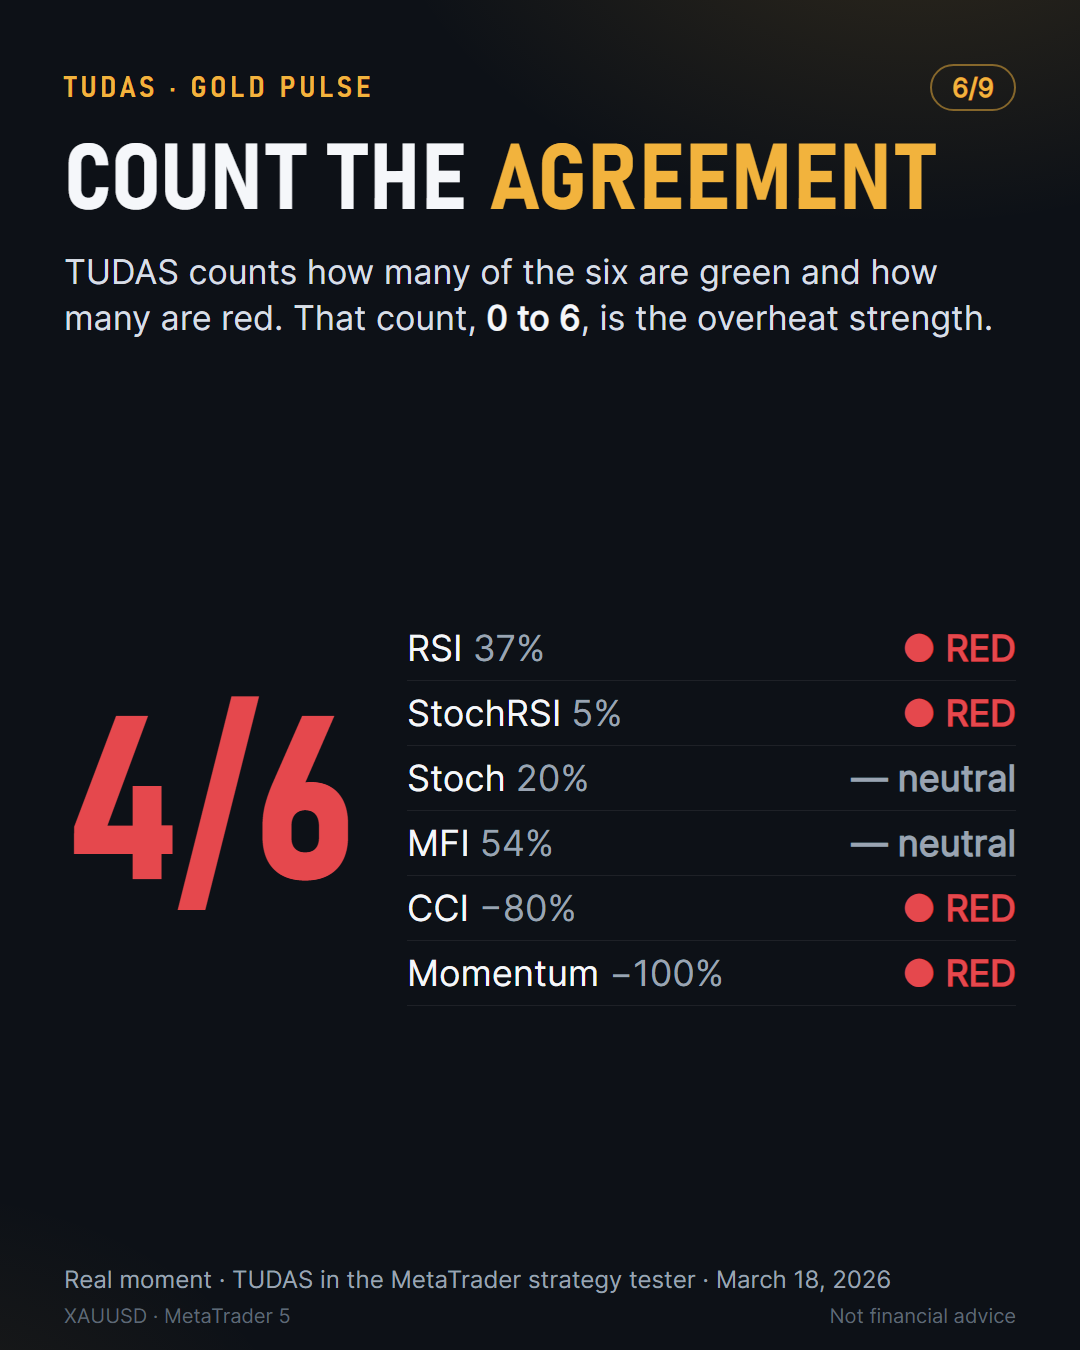 TUDAS · GOLD PULSE
6/9
COUNT THE AGREEMENT
TUDAS counts how many of the six are green and how
many are red. That count, 0 to 6, is the overheat strength.
4/6
RSI 37% RED
StochRSI 5% RED
Stoch 20% — neutral
MFI 54% — neutral
CCI −80% RED
Momentum −100% RED
Real moment · TUDAS in the MetaTrader strategy tester · March 18, 2026
XAUUSD · MetaTrader 5
Not financial advice